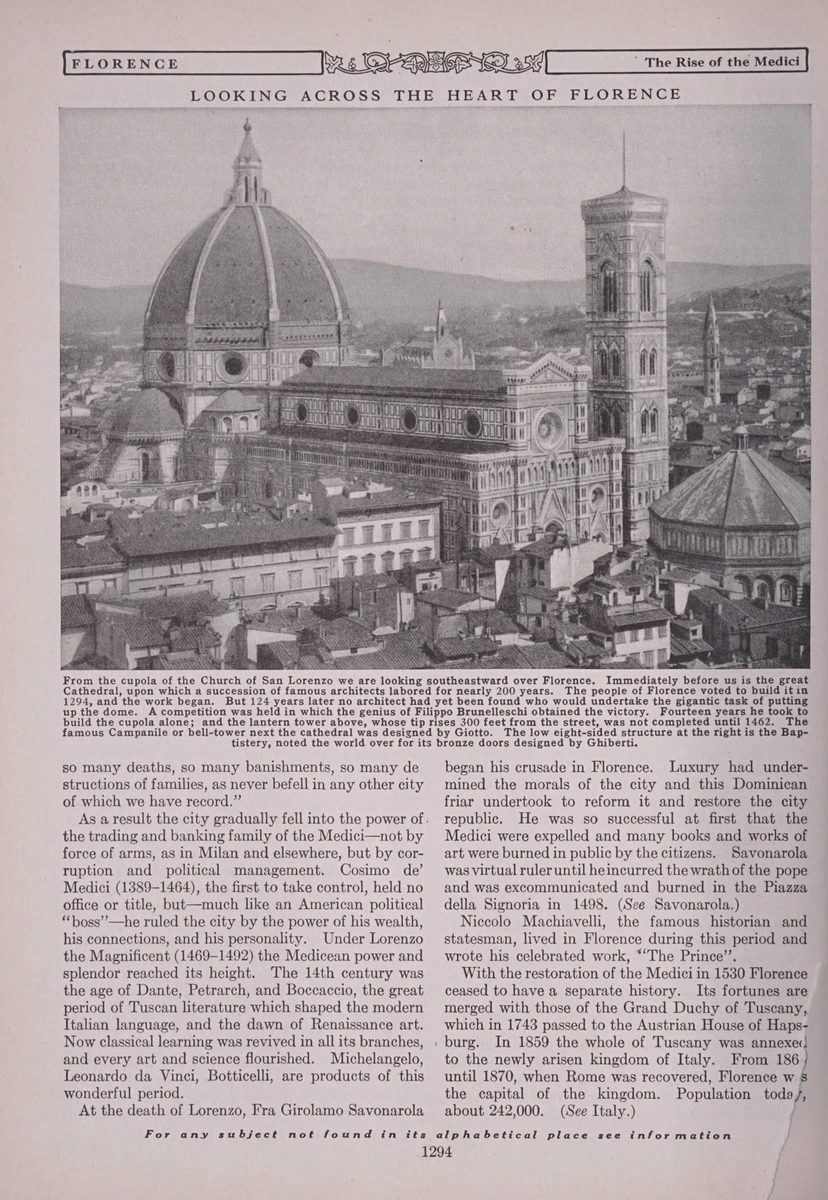 FLORENCE
The Rise of the Medici
LOOKING ACROSS THE HEART OF FLORENCE
From the cupola of the Church of San Lorenzo we are looking southeastward over Florence. Immediately before us is the great
Cathedral, upon which a succession of famous architects labored for nearly 200 years. The people of Florence voted to build it in
1294, and the work began. But 124 years later no architect had yet been found who would undertake the gigantic task of putting
up the dome. A competition was held in which the genius of Filippo Brunelleschi obtained the victory. Fourteen years he took to
build the cupola alone; and the lantern tower above, whose tip rises 300 feet from the street, was not completed until 1462. The
famous Campanile or bell-tower next the cathedral was designed by Giotto. The low eight-sided structure at the right is the Bap-
tistery, noted the world over for its bronze doors designed by Ghiberti.
so many deaths, so many banishments, so many de
structions of families, as never befell in any other city
of which we have record."
As a result the city gradually fell into the power of
the trading and banking family of the Medici—not by
force of arms, as in Milan and elsewhere, but by cor-
ruption and political management. Cosimo de'
Medici (1389–1464), the first to take control, held no
office or title, but—much like an American political
"boss"—he ruled the city by the power of his wealth,
his connections, and his personality. Under Lorenzo
the Magnificent (1469–1492) the Medicean power and
splendor reached its height. The 14th century was
the age of Dante, Petrarch, and Boccaccio, the great
period of Tuscan literature which shaped the modern
Italian language, and the dawn of Renaissance art.
Now classical learning was revived in all its branches,
and every art and science flourished. Michelangelo,
Leonardo da Vinci, Botticelli, are products of this
wonderful period.
At the death of Lorenzo, Fra Girolamo Savonarola
began his crusade in Florence. Luxury had under-
mined the morals of the city and this Dominican
friar undertook to reform it and restore the city
republic. He was so successful at first that the
Medici were expelled and many books and works of
art were burned in public by the citizens. Savonarola
was virtual ruler until he incurred the wrath of the pope
and was excommunicated and burned in the Piazza
della Signoria in 1498. (See Savonarola.)
Niccolo Machiavelli, the famous historian and
statesman, lived in Florence during this period and
wrote his celebrated work, "The Prince".
With the restoration of the Medici in 1530 Florence
ceased to have a separate history. Its fortunes are
merged with those of the Grand Duchy of Tuscany,
which in 1743 passed to the Austrian House of Haps-
burg. In 1859 the whole of Tuscany was annexed
to the newly arisen kingdom of Italy. From 186
until 1870, when Rome was recovered, Florence w s
the capital of the kingdom. Population today,
about 242,000. (See Italy.)
For any subject not found in its alphabetical place see information
1294